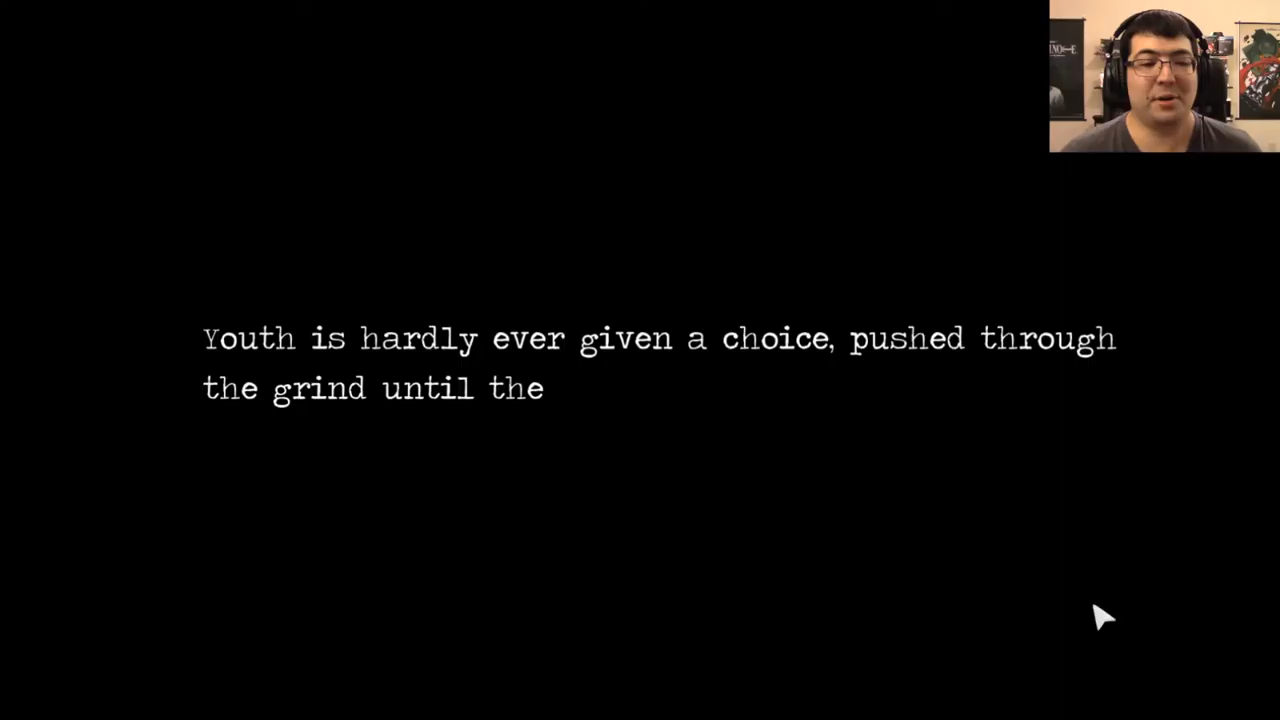 Youth is hardly ever given a choice, pushed through
the grind until the